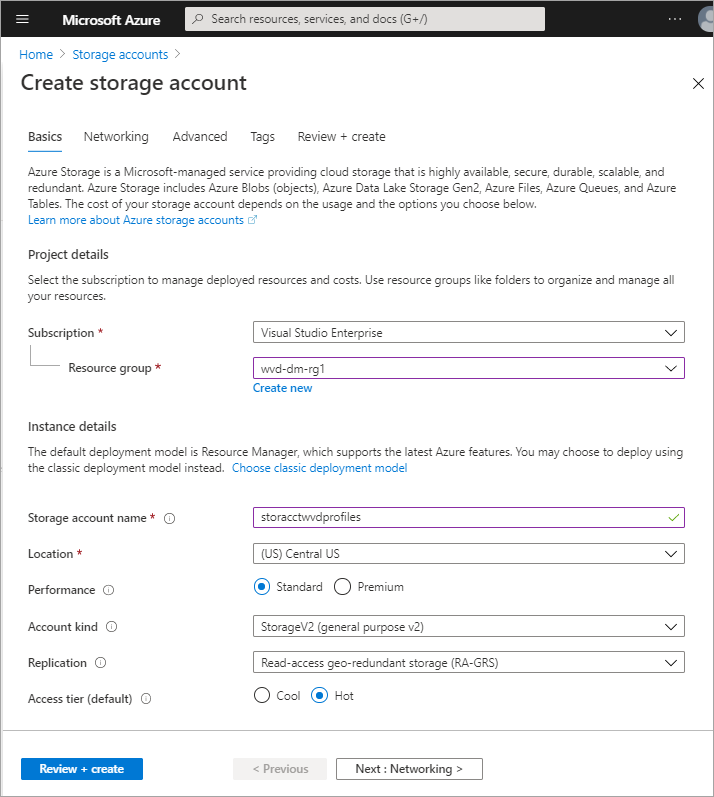 Microsoft Azure
Search resources, services, and docs (G+/)
...
Home > Storage accounts >
Create storage account
Basics Networking Advanced Tags Review + create
Azure Storage is a Microsoft-managed service providing cloud storage that is highly available, secure, durable, scalable, and
redundant. Azure Storage includes Azure Blobs (objects), Azure Data Lake Storage Gen2, Azure Files, Azure Queues, and Azure
Tables. The cost of your storage account depends on the usage and the options you choose below.
Learn more about Azure storage accounts
Project details
Select the subscription to manage deployed resources and costs. Use resource groups like folders to organize and manage all
your resources.
Subscription * Visual Studio Enterprise
Resource group * wvd-dm-rg1
Create new
Instance details
The default deployment model is Resource Manager, which supports the latest Azure features. You may choose to deploy using
the classic deployment model instead. Choose classic deployment model
Storage account name * storacctwvdprofiles
Location * (US) Central US
Performance Standard Premium
Account kind StorageV2 (general purpose v2)
Replication Read-access geo-redundant storage (RA-GRS)
Access tier (default) Cool Hot
Review + create < Previous Next : Networking >